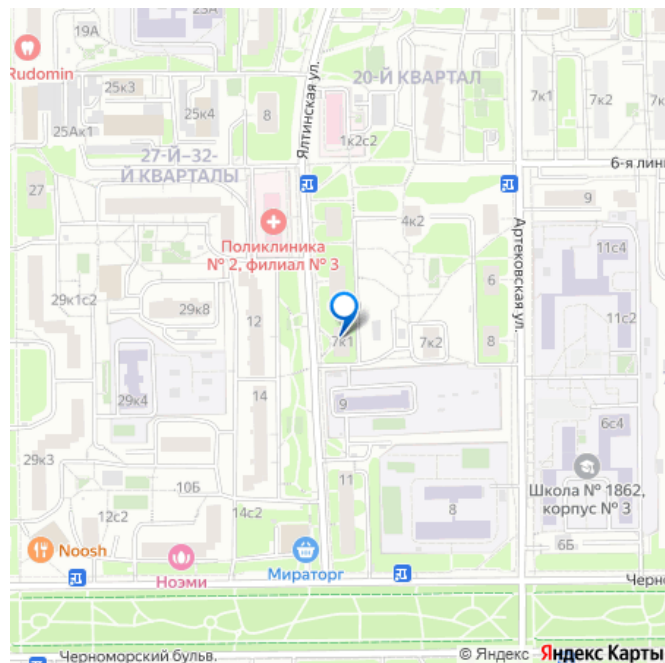 23А
19А
Rudomin
25к3
25к4
8
25Ак1
Ялтинская ул.
20-Й КВАРТАЛ
1к2с2
7к1
7к2
6-я лин
27-Й–32-
Й КВАРТАЛЫ
27
Поликлиника
№ 2, филиал № 3
4к2
9
Артековская ул.
11с4
29к1с2
29к8
12
6
11с2
7к1
7к2
8
29к4
14
9
6с4
29к3
11
Школа № 1862,
корпус № 3
10Б
12с2
14с2
8
6Б
Noosh
Ноэми
Мираторг
Черно
Черноморский бульв.
© Яндекс Яндекс Карты